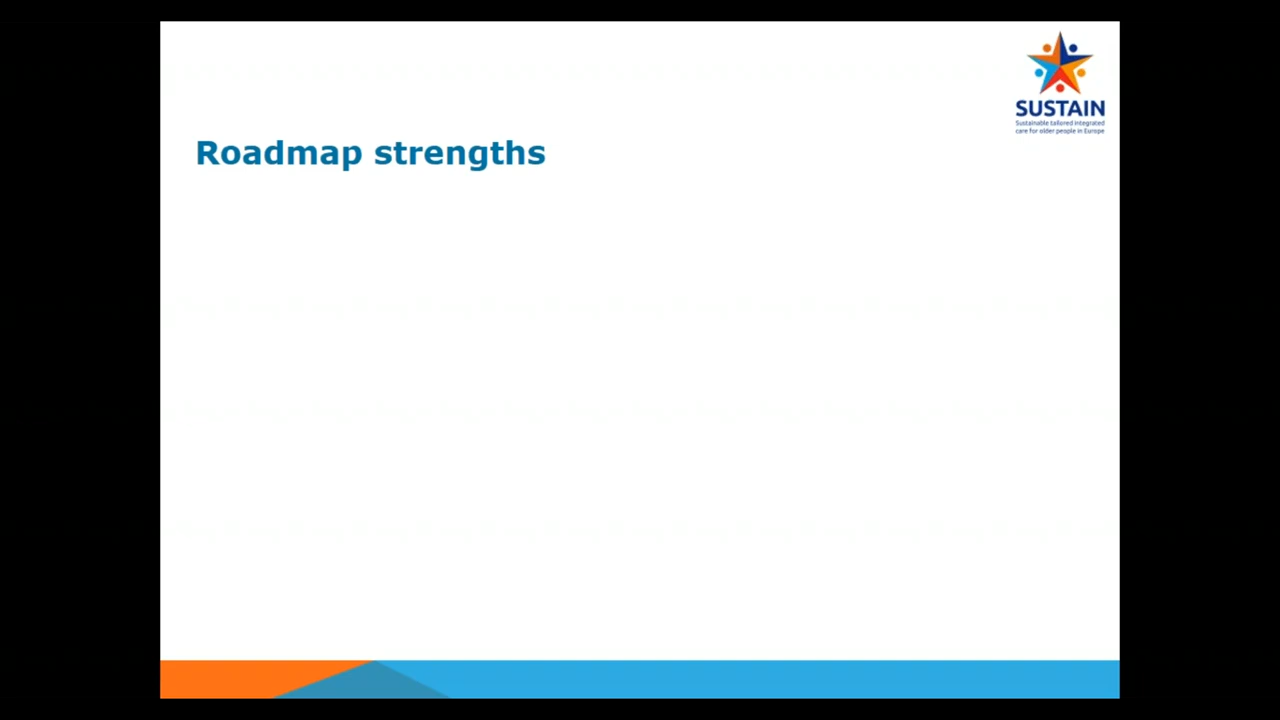 SUSTAIN
Sustainable tailored integrated
care for older people in Europe
Roadmap strengths